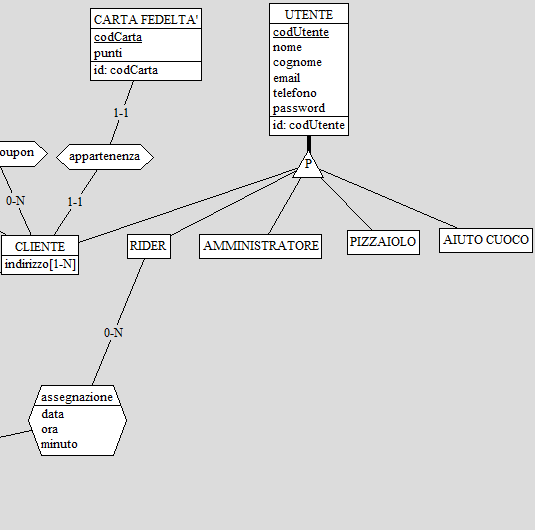 CARTA FEDELTA'
codCarta
punti
id: codCarta
UTENTE
codUtente
nome
cognome
email
telefono
password
id: codUtente
1-1
oupon
appartenenza
P
0-N
1-1
CLIENTE
indirizzo[1-N]
RIDER
AMMINISTRATORE
PIZZAIOLO
AIUTO CUOCO
0-N
assegnazione
data
ora
minuto